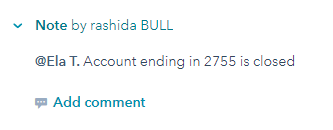 Note by rashida BULL
@Ela T. Account ending in 2755 is closed
Add comment